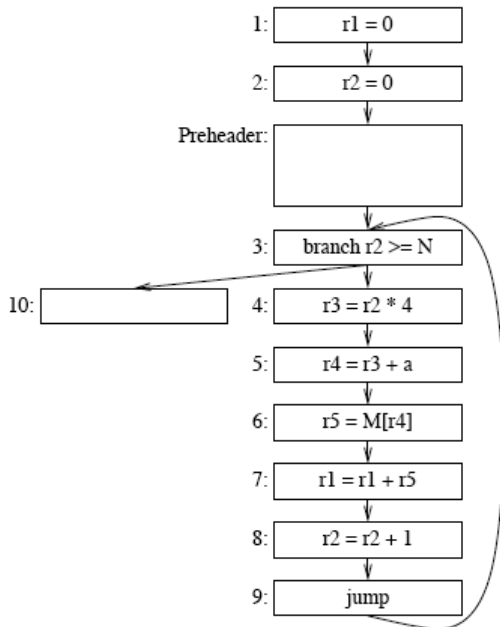 1: r1 = 0
2: r2 = 0
Preheader:
3: branch r2 >= N
10:
4: r3 = r2 * 4
5: r4 = r3 + a
6: r5 = M[r4]
7: r1 = r1 + r5
8: r2 = r2 + 1
9: jump